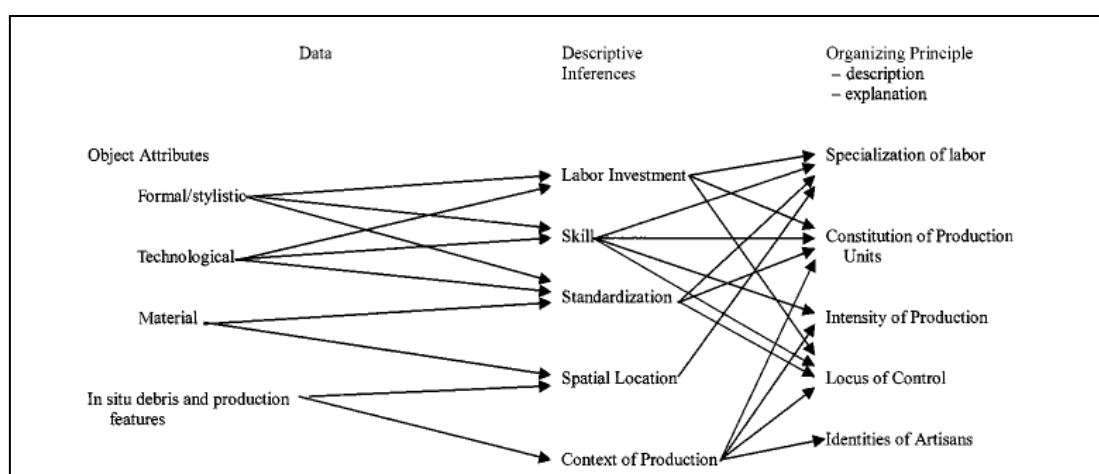 Data
Descriptive
Inferences
Organizing Principle
– description
– explanation
Object Attributes
Formal/stylistic
Technological
Material
In situ debris and production
features
Labor Investment
Skill
Standardization
Spatial Location
Context of Production
Specialization of labor
Constitution of Production
Units
Intensity of Production
Locus of Control
Identities of Artisans